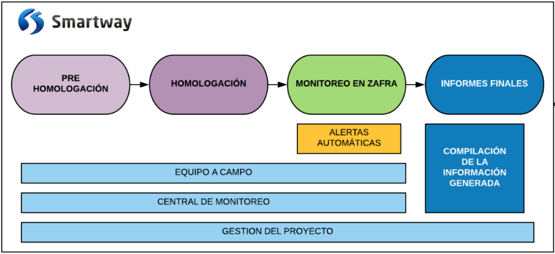 Smartway
PRE
HOMOLOGACIÓN
HOMOLOGACIÓN
MONITOREO EN ZAFRA
INFORMES FINALES
ALERTAS
AUTOMÁTICAS
COMPILACIÓN
DE LA
INFORMACIÓN
GENERADA
EQUIPO A CAMPO
CENTRAL DE MONITOREO
GESTION DEL PROYECTO